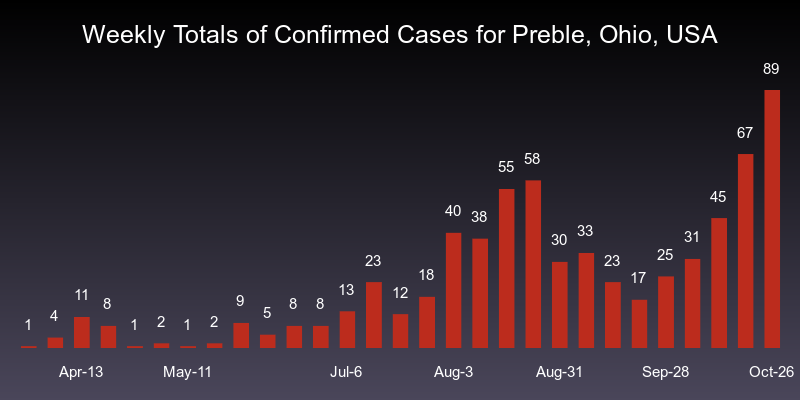 Weekly Totals of Confirmed Cases for Preble, Ohio, USA
1 4 11 8 1 2 1 2 9 5 8 8 13 23 12 18 40 38 55 58 30 33 23 17 25 31 45 67 89
Apr-13 May-11 Jul-6 Aug-3 Aug-31 Sep-28 Oct-26